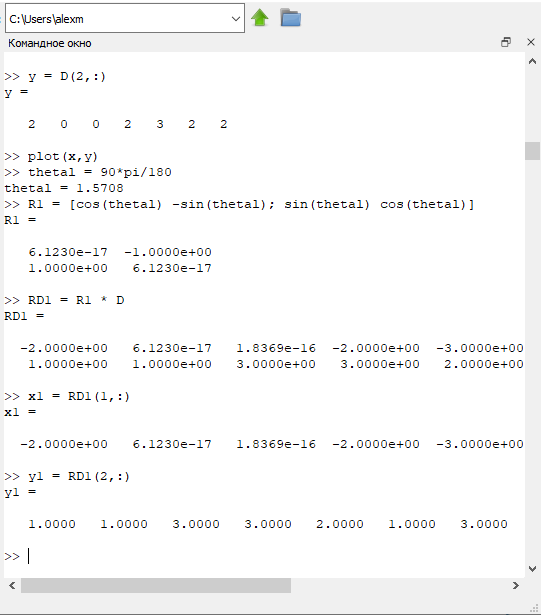 C:\Users\alexm
Командное окно
>> y = D(2,:)
y =
2 0 0 2 3 2 2
>> plot(x,y)
>> thetal = 90*pi/180
thetal = 1.5708
>> R1 = [cos(thetal) -sin(thetal); sin(thetal) cos(thetal)]
R1 =
6.1230e-17 -1.0000e+00
1.0000e+00 6.1230e-17
>> RD1 = R1 * D
RD1 =
-2.0000e+00 6.1230e-17 1.8369e-16 -2.0000e+00 -3.0000e+00
1.0000e+00 1.0000e+00 3.0000e+00 3.0000e+00 2.0000e+00
>> x1 = RD1(1,:)
x1 =
-2.0000e+00 6.1230e-17 1.8369e-16 -2.0000e+00 -3.0000e+00
>> y1 = RD1(2,:)
y1 =
1.0000 1.0000 3.0000 3.0000 2.0000 1.0000 3.0000
>>